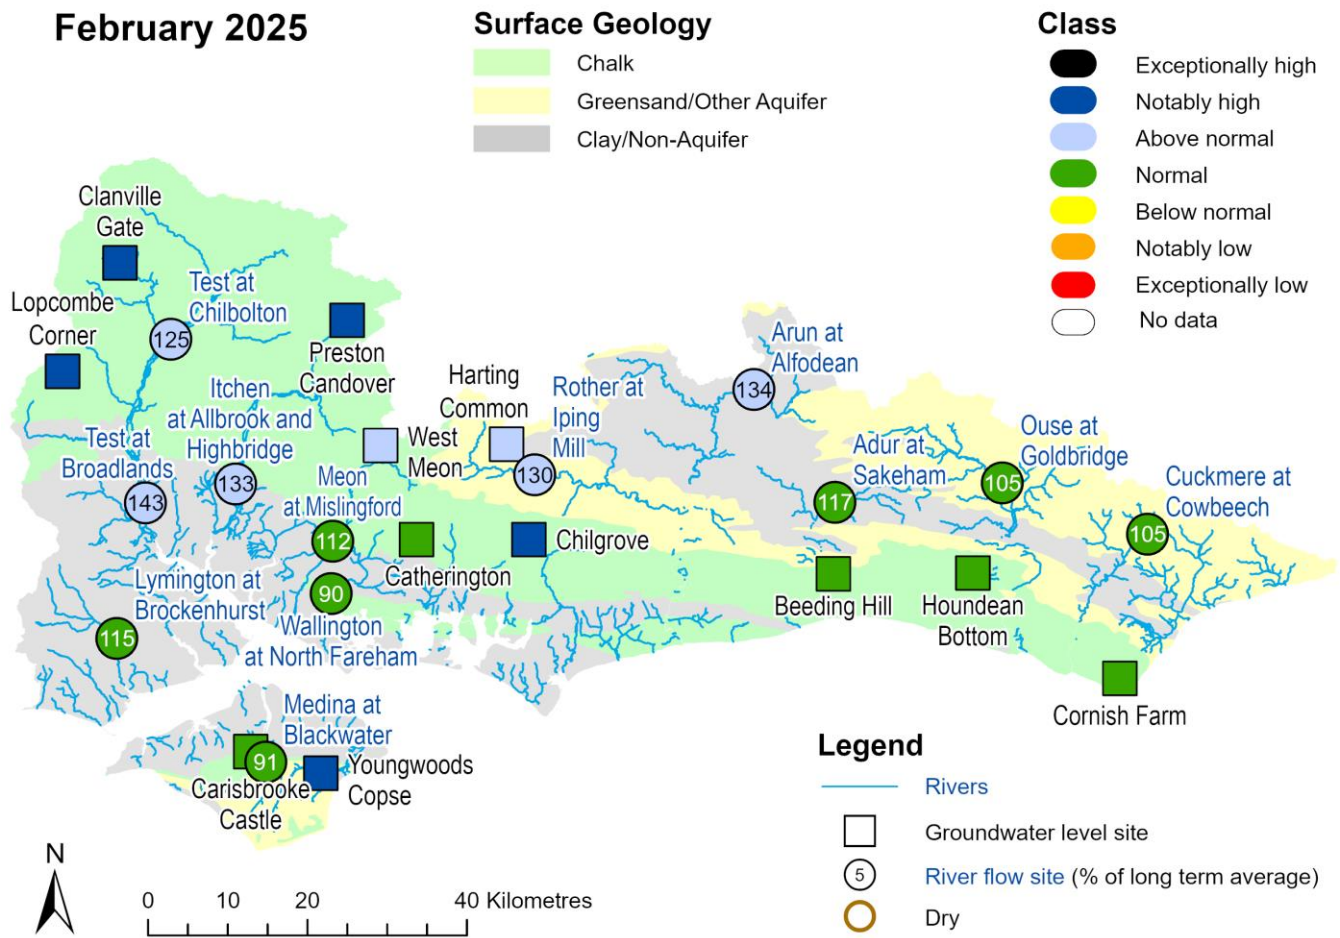 February 2025
Surface Geology
Chalk
Greensand/Other Aquifer
Clay/Non-Aquifer
Class
Exceptionally high
Notably high
Above normal
Normal
Below normal
Notably low
Exceptionally low
No data
Clanville
Gate
Test at
Chilbolton
125
Lopcombe
Corner
Preston
Candover
Itchen
at Allbrook and
Highbridge
133
Test at
Broadlands
143
Harting
Common
West
Meon
Rother at
Iping
Mill
130
Arun at
Alfodean
134
Meon
at Mislingford
112
Catherington
Chilgrove
Adur at
Sakeham
117
Ouse at
Goldbridge
105
Cuckmere at
Cowbeech
105
Lymington at
Brockenhurst
115
90
Wallington
at North Fareham
Beeding Hill
Houndean
Bottom
Cornish Farm
Medina at
Blackwater
91
Carisbrooke
Castle
Youngwoods
Copse
N
0 10 20 40 Kilometres
Legend
Rivers
Groundwater level site
5
River flow site (% of long term average)
Dry